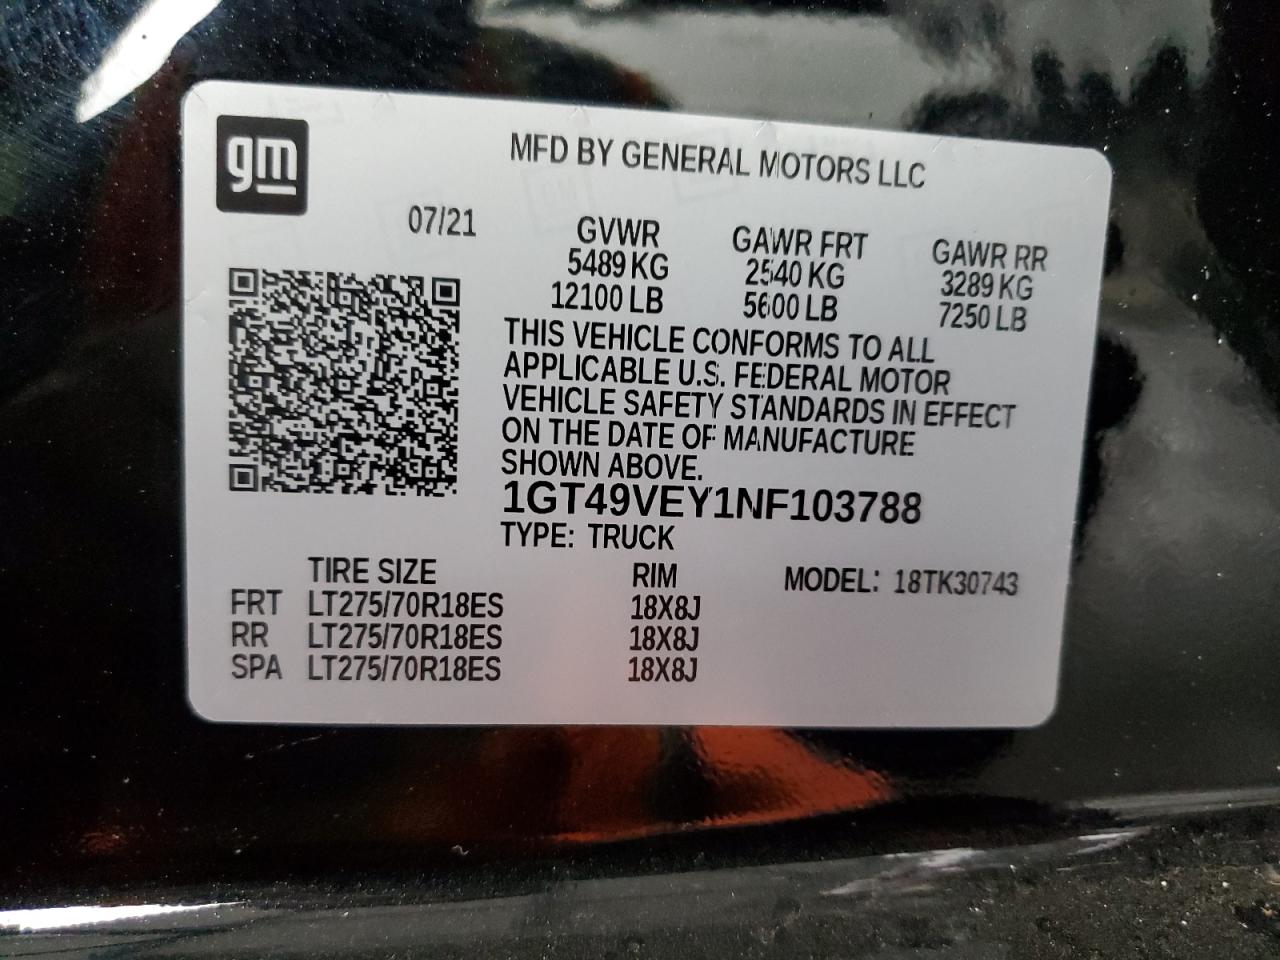 gm
MFD BY GENERAL MOTORS LLC
07/21
GVWR GAWR FRT GAWR RR
5489 KG 2540 KG 3289 KG
12100 LB 5600 LB 7250 LB
THIS VEHICLE CONFORMS TO ALL
APPLICABLE U.S. FEDERAL MOTOR
VEHICLE SAFETY STANDARDS IN EFFECT
ON THE DATE OF MANUFACTURE
SHOWN ABOVE.
1GT49VEY1NF103788
TYPE: TRUCK
TIRE SIZE RIM MODEL: 18TK30743
FRT LT275/70R18ES 18X8J
RR LT275/70R18ES 18X8J
SPA LT275/70R18ES 18X8J